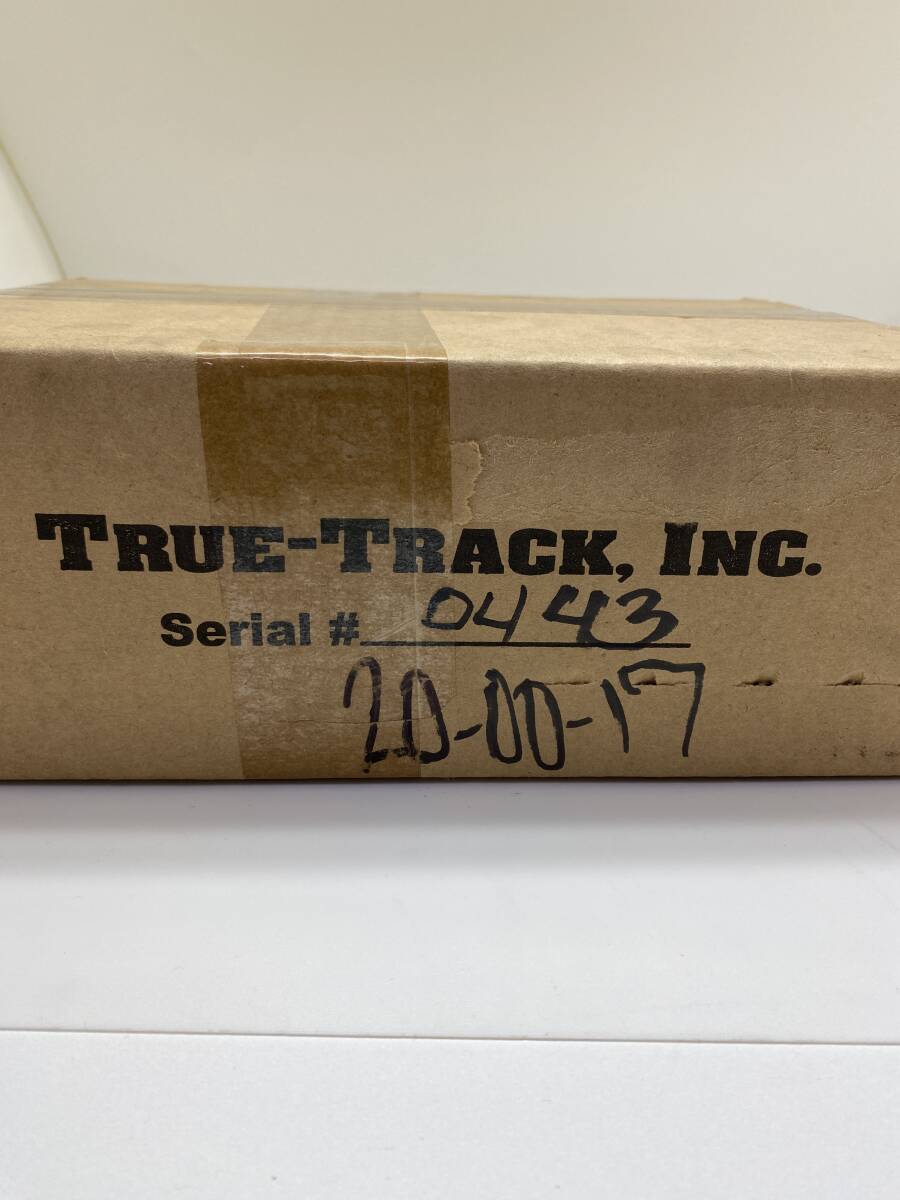 TRUE-TRACK, INC.
Serial # 0443
20-00-17